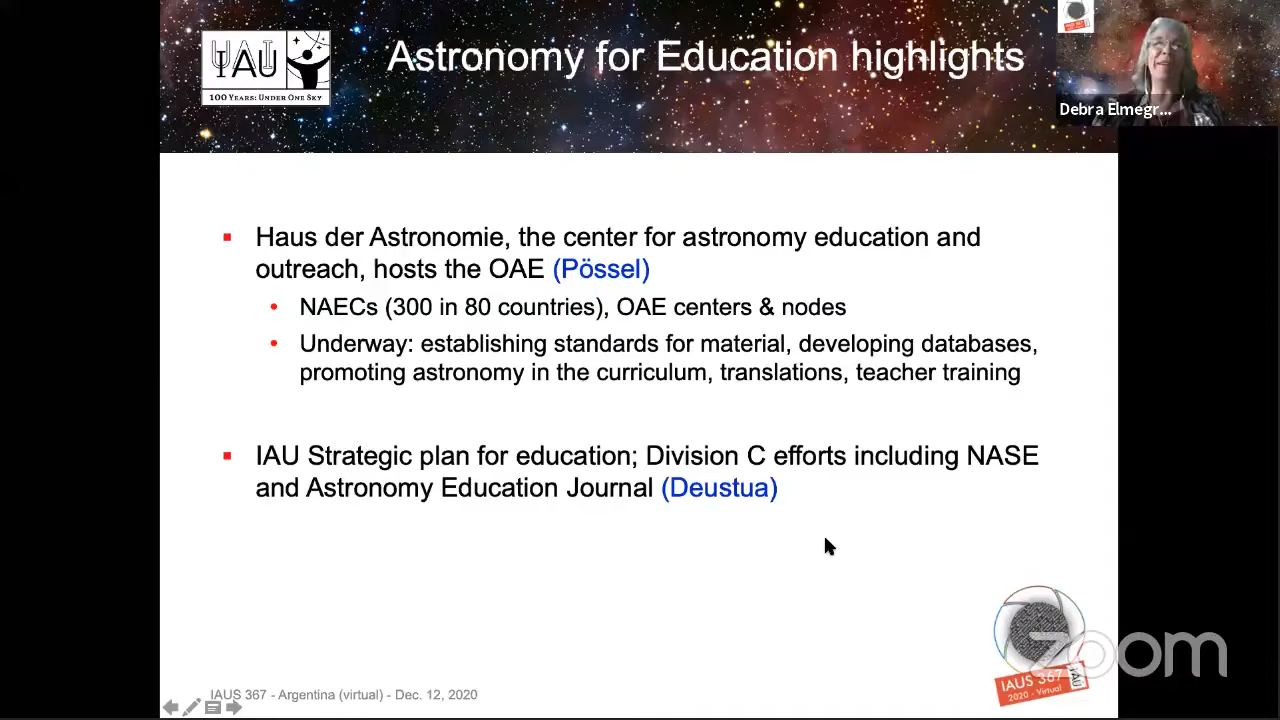 IAU
100 Years: Under One Sky
Astronomy for Education highlights
Debra Elmegr...
Haus der Astronomie, the center for astronomy education and
outreach, hosts the OAE (Pössel)
NAECs (300 in 80 countries), OAE centers & nodes
Underway: establishing standards for material, developing databases,
promoting astronomy in the curriculum, translations, teacher training
IAU Strategic plan for education; Division C efforts including NASE
and Astronomy Education Journal (Deustua)
IAUS 367 - Argentina (virtual) - Dec. 12, 2020
zoom
IAUS 367
2020 - Virtual
IAU